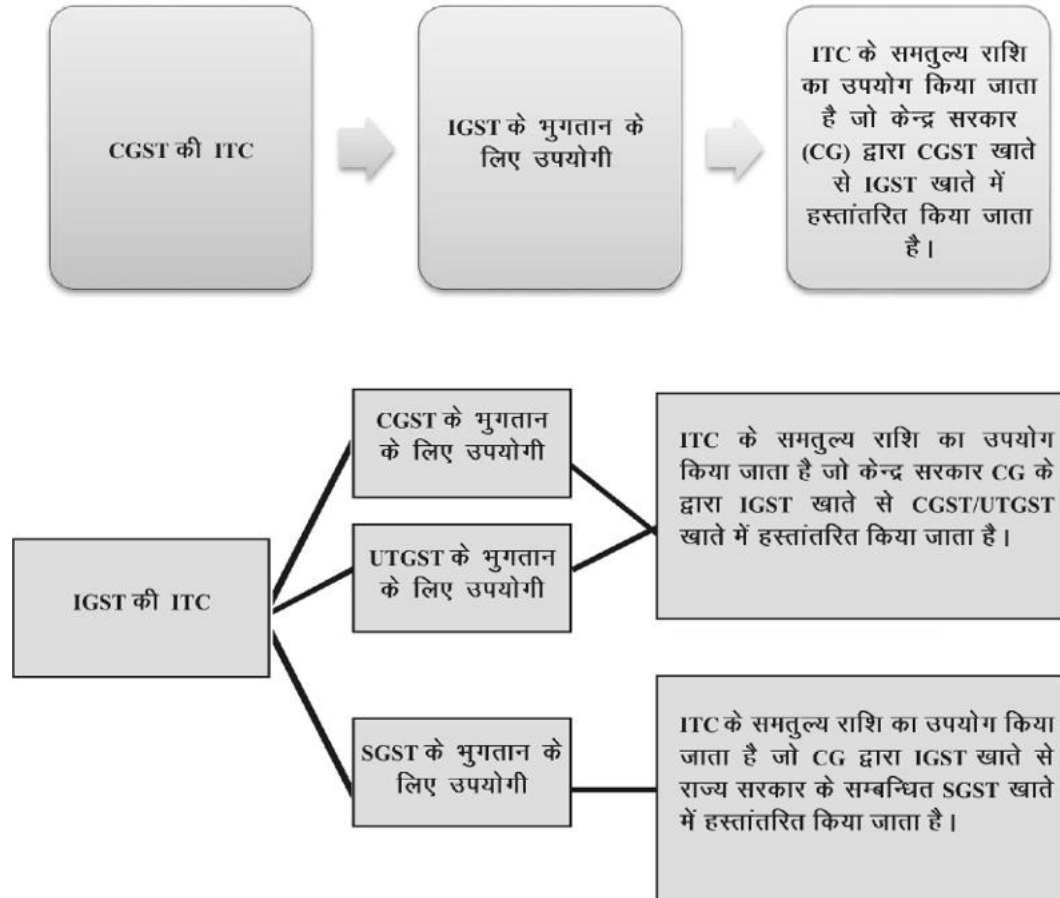 CGST की ITC
IGST के भुगतान के
लिए उपयोगी
ITC के समतुल्य राशि
का उपयोग किया जाता
है जो केन्द्र सरकार
(CG) द्वारा CGST खाते
से IGST खाते में
हस्तांतरित किया जाता
है।
IGST की ITC
CGST के भुगतान
के लिए उपयोगी
UTGST के भुगतान
के लिए उपयोगी
ITC के समतुल्य राशि का उपयोग
किया जाता है जो केन्द्र सरकार CG के
द्वारा IGST खाते से CGST/UTGST
खाते में हस्तांतरित किया जाता है।
SGST के भुगतान के
लिए उपयोगी
ITC के समतुल्य राशि का उपयोग किया
जाता है जो CG द्वारा IGST खाते से
राज्य सरकार के सम्बन्धित SGST खाते
में हस्तांतरित किया जाता है।